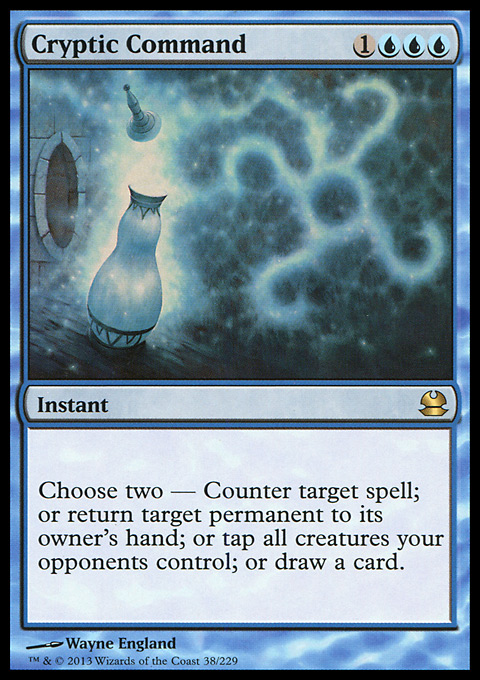 Cryptic Command 1
Instant
Choose two — Counter target spell;
or return target permanent to its
owner's hand; or tap all creatures your
opponents control; or draw a card.
Wayne England
™ & © 2013 Wizards of the Coast 38/229